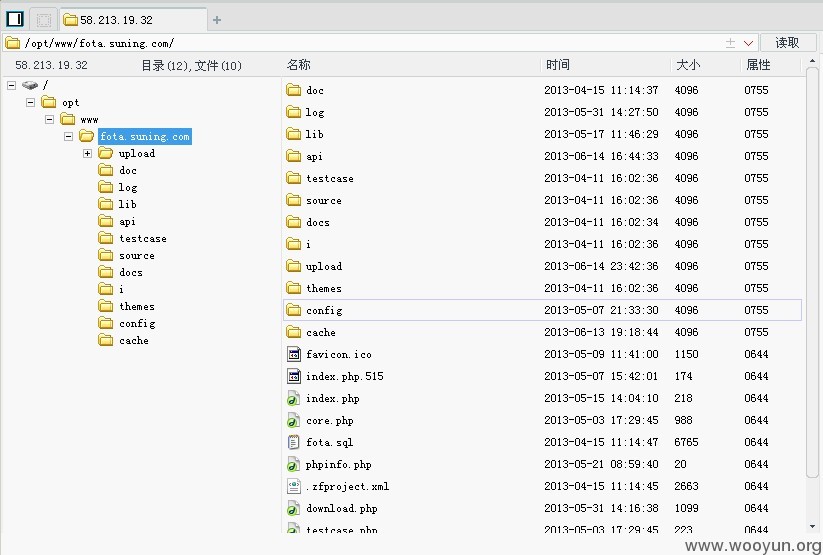 58.213.19.32
/opt/www/fota.suning.com/ 读取
58.213.19.32 目录(12),文件(10) 名称 时间 大小 属性
/
opt
www
fota.suning.com
upload
doc
log
lib
api
testcase
source
docs
i
themes
config
cache
doc 2013-04-15 11:14:37 4096 0755
log 2013-05-31 14:27:50 4096 0755
lib 2013-05-17 11:46:29 4096 0755
api 2013-06-14 16:44:33 4096 0755
testcase 2013-04-11 16:02:36 4096 0755
source 2013-04-11 16:02:36 4096 0755
docs 2013-04-11 16:02:34 4096 0755
i 2013-04-11 16:02:36 4096 0755
upload 2013-06-14 23:42:36 4096 0755
themes 2013-04-11 16:02:36 4096 0755
config 2013-05-07 21:33:30 4096 0755
cache 2013-06-13 19:18:44 4096 0755
favicon.ico 2013-05-09 11:41:00 1150 0644
index.php.515 2013-05-07 15:42:01 174 0644
index.php 2013-05-15 14:04:10 218 0644
core.php 2013-05-03 17:29:45 988 0644
fota.sql 2013-04-15 11:14:47 6765 0644
phpinfo.php 2013-05-21 08:59:40 20 0644
.zfproject.xml 2013-04-15 11:14:45 2663 0644
download.php 2013-05-31 14:16:38 1099 0644
testcase.php 2013-05-03 17:29:45 223 0644
www.wooyun.org